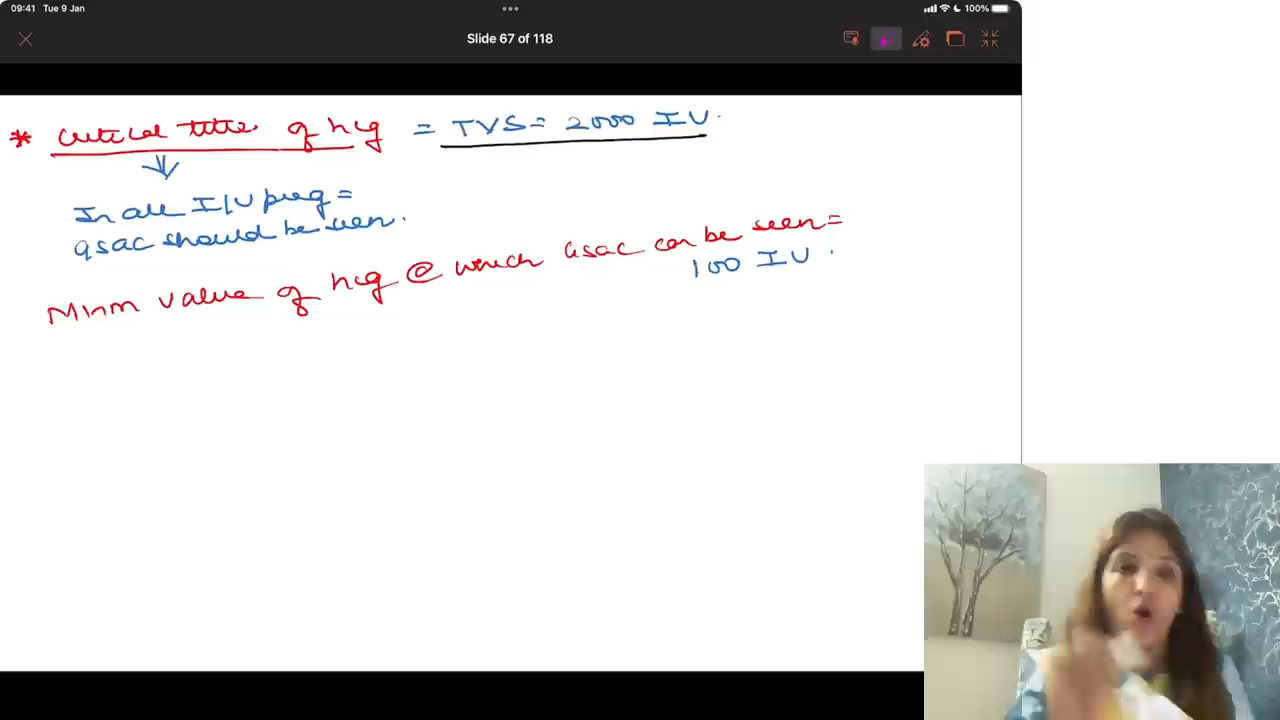 09:41 Tue 9 Jan
100%
Slide 67 of 118
* Critical titre of hcg = TVS = 2000 IU.
In all I/U preg =
gsac should be seen.
Minm value of hcg @ which Gsac can be seen =
100 IU.